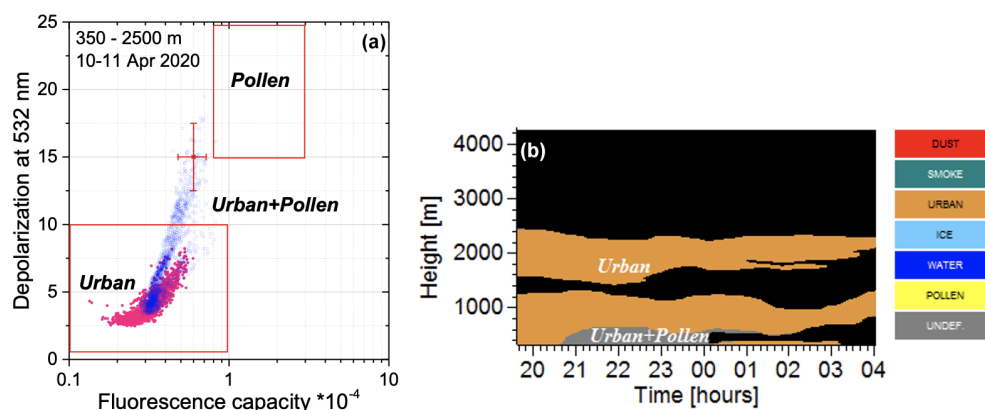 350 - 2500 m
10-11 Apr 2020
(a)
Pollen
Urban+Pollen
Urban
Depolarization at 532 nm
25
20
15
10
5
0
0.1
1
10
Fluorescence capacity *10⁻⁴
(b)
Urban
Urban+Pollen
Height [m]
4000
3000
2000
1000
20 21 22 23 00 01 02 03 04
Time [hours]
DUST
SMOKE
URBAN
ICE
WATER
POLLEN
UNDEF.